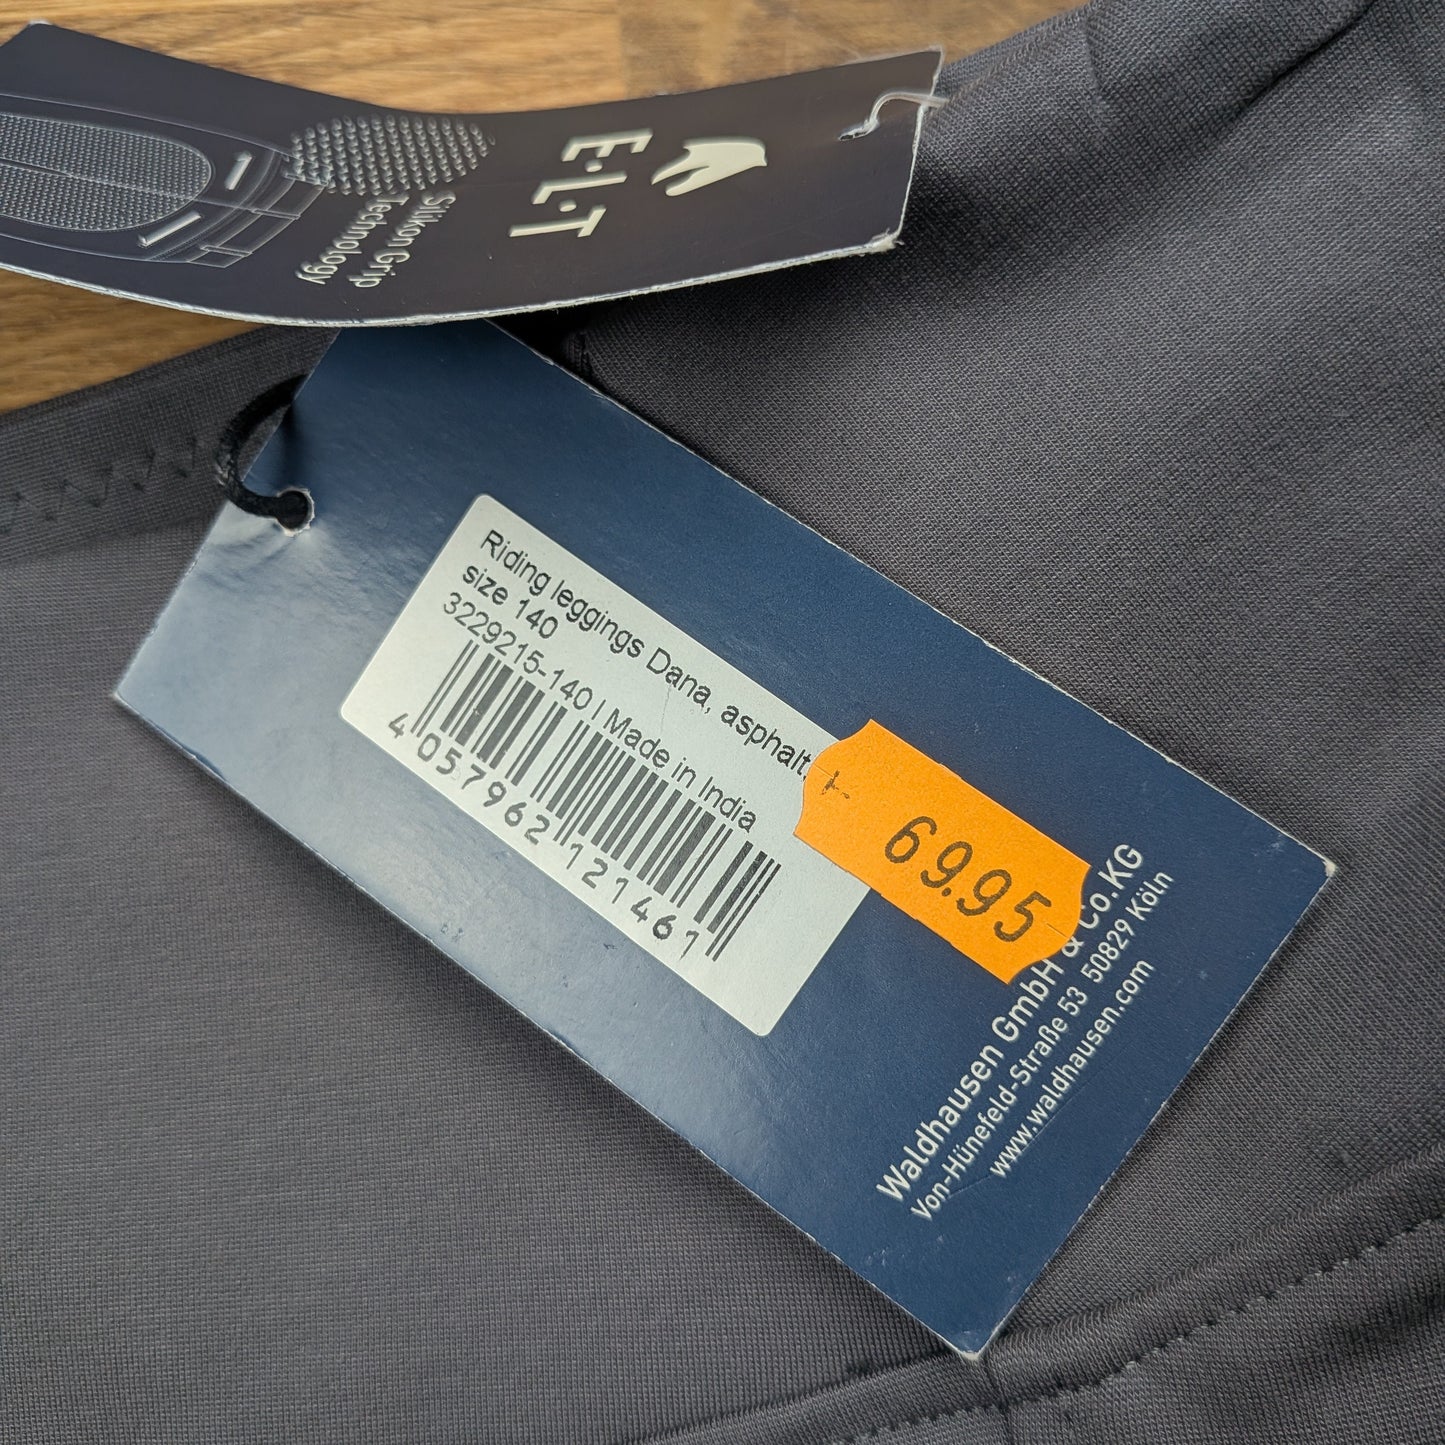 E·L·T
Silikon Grip
Technology
Riding leggings Dana, asphalt,
size 140
3229215-140 | Made in India
4 057962 121461
69.95
Waldhausen GmbH & Co.KG
Von-Hünefeld-Straße 53 50829 Köln
www.waldhausen.com